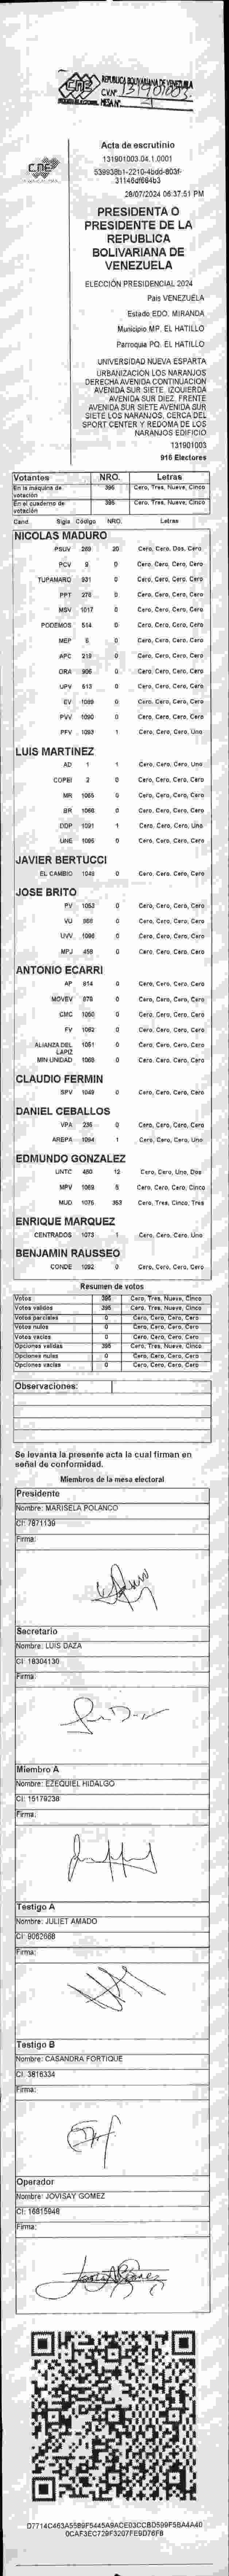 CNE
REPUBLICA BOLIVARIANA DE VENEZUELA
C.V.Nº 131901003
PODER ELECTORAL MESA Nº 1
CNE
Acta de escrutinio
131901003.04.1.0001
28/07/2024 06:37:51 PM
PRESIDENTA O
PRESIDENTE DE LA
REPUBLICA
BOLIVARIANA DE
VENEZUELA
ELECCIÓN PRESIDENCIAL 2024
Pais VENEZUELA
Estado EDO. MIRANDA
Municipio MP. EL HATILLO
Parroquia PQ. EL HATILLO
UNIVERSIDAD NUEVA ESPARTA
URBANIZACION LOS NARANJOS
DERECHA AVENIDA CONTINUACION
AVENIDA SUR SIETE. IZQUIERDA
AVENIDA SUR DIEZ. FRENTE
AVENIDA SUR SIETE AVENIDA SUR
SIETE LOS NARANJOS, CERCA DEL
SPORT CENTER Y REDOMA DE LOS
NARANJOS EDIFICIO
131901003
916 Electores
Votantes NRO. Letras
En la máquina de votación 395 Cero, Tres, Nueve, Cinco
En el cuaderno de votación 395 Cero, Tres, Nueve, Cinco
Cand Sigla Código NRO. Letras
NICOLAS MADURO
PSUV 269 20 Cero, Cero, Dos, Cero
PCV 9 0 Cero, Cero, Cero, Cero
TUPAMARO 931 0 Cero, Cero, Cero, Cero
PPT 276 0 Cero, Cero, Cero, Cero
MSV 1017 0 Cero, Cero, Cero, Cero
PODEMOS 514 0 Cero, Cero, Cero, Cero
MEP 6 0 Cero, Cero, Cero, Cero
APC 219 0 Cero, Cero, Cero, Cero
ORA 906 0 Cero, Cero, Cero, Cero
UPV 613 0 Cero, Cero, Cero, Cero
EV 1089 0 Cero, Cero, Cero, Cero
PVV 1090 0 Cero, Cero, Cero, Cero
PFV 1093 1 Cero, Cero, Cero, Uno
LUIS MARTINEZ
AD 1 1 Cero, Cero, Cero, Uno
COPEI 2 0 Cero, Cero, Cero, Cero
MR 1065 0 Cero, Cero, Cero, Cero
BR 1066 0 Cero, Cero, Cero, Cero
DDP 1091 1 Cero, Cero, Cero, Uno
UNE 1095 0 Cero, Cero, Cero, Cero
JAVIER BERTUCCI
EL CAMBIO 1048 0 Cero, Cero, Cero, Cero
JOSE BRITO
PV 1053 0 Cero, Cero, Cero, Cero
VU 988 0 Cero, Cero, Cero, Cero
UVV 1096 0 Cero, Cero, Cero, Cero
MPJ 458 0 Cero, Cero, Cero, Cero
ANTONIO ECARRI
AP 814 0 Cero, Cero, Cero, Cero
MOVEV 878 0 Cero, Cero, Cero, Cero
CMC 1050 0 Cero, Cero, Cero, Cero
FV 1062 0 Cero, Cero, Cero, Cero
ALIANZA DEL LAPIZ 1051 0 Cero, Cero, Cero, Cero
MIN UNIDAD 1069 0 Cero, Cero, Cero, Cero
CLAUDIO FERMIN
SPV 1049 0 Cero, Cero, Cero, Cero
DANIEL CEBALLOS
VPA 235 0 Cero, Cero, Cero, Cero
AREPA 1094 1 Cero, Cero, Cero, Uno
EDMUNDO GONZALEZ
UNTC 480 12 Cero, Cero, Uno, Dos
MPV 1069 5 Cero, Cero, Cero, Cinco
MUD 1076 353 Cero, Tres, Cinco, Tres
ENRIQUE MARQUEZ
CENTRADOS 1073 1 Cero, Cero, Cero, Uno
BENJAMIN RAUSSEO
CONDE 1092 0 Cero, Cero, Cero, Cero
Resumen de votos
Votos 395 Cero, Tres, Nueve, Cinco
Votos validos 395 Cero, Tres, Nueve, Cinco
Votos parciales 0 Cero, Cero, Cero, Cero
Votos nulos 0 Cero, Cero, Cero, Cero
Votos vacios 0 Cero, Cero, Cero, Cero
Opciones validas 395 Cero, Tres, Nueve, Cinco
Opciones nulas 0 Cero, Cero, Cero, Cero
Opciones vacias 0 Cero, Cero, Cero, Cero
Observaciones:
Se levanta la presente acta la cual firman en
señal de conformidad.
Miembros de la mesa electoral
Presidente
Nombre: MARISELA POLANCO
CI: 7871139
Firma:
Secretario
Nombre: LUIS DAZA
CI: 18304130
Firma:
Miembro A
Nombre: EZEQUIEL HIDALGO
CI: 15179238
Firma:
Testigo A
Nombre: JULIET AMADO
CI: 9062688
Firma:
Testigo B
Nombre: CASANDRA FORTIQUE
CI: 3816334
Firma:
Operador
Nombre: JOVISAY GOMEZ
CI: 16815948
Firma: